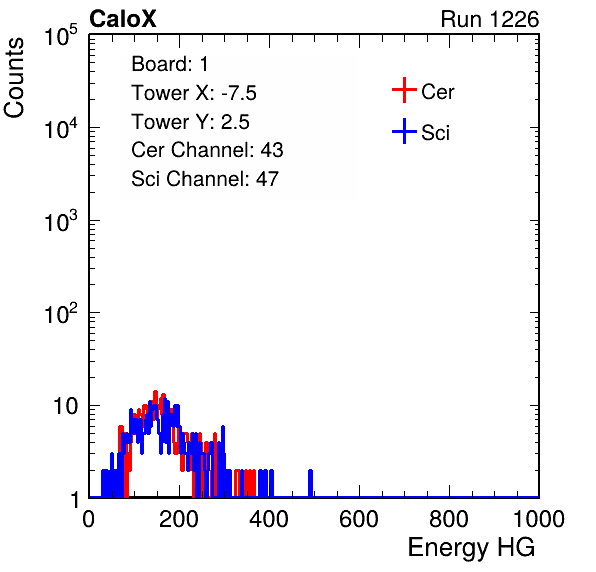 CaloX Run 1226
Counts
10^5
10^4
10^3
10^2
10
1
Board: 1
Tower X: -7.5
Tower Y: 2.5
Cer Channel: 43
Sci Channel: 47
Cer
Sci
0 200 400 600 800 1000
Energy HG